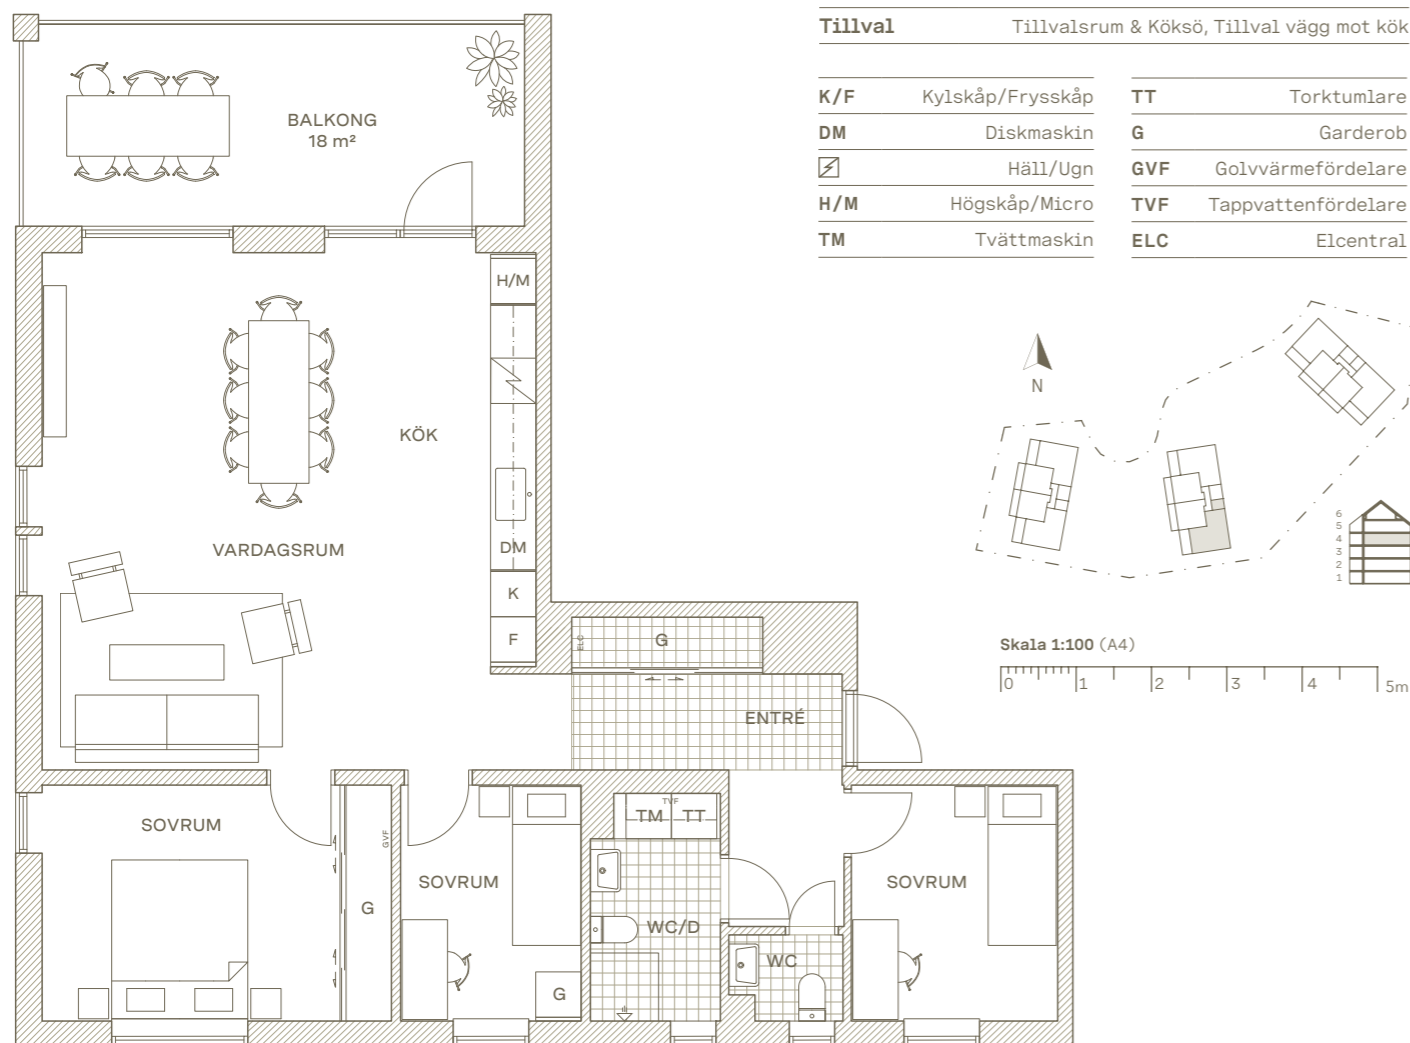 Tillval Tillvalsrum & Köksö, Tillval vägg mot kök
K/F Kylskåp/Frysskåp
DM Diskmaskin
Häll/Ugn
H/M Högskåp/Micro
TM Tvättmaskin
TT Torktumlare
G Garderob
GVF Golvvärmefördelare
TVF Tappvattenfördelare
ELC Elcentral
BALKONG
18 m²
H/M
KÖK
VARDAGSRUM
DM
K
F
ELC
G
ENTRÉ
N
6
5
4
3
2
1
Skala 1:100 (A4)
0 1 2 3 4 5m
SOVRUM
GVF
G
SOVRUM
G
TVF
TM TT
WC/D
WC
SOVRUM